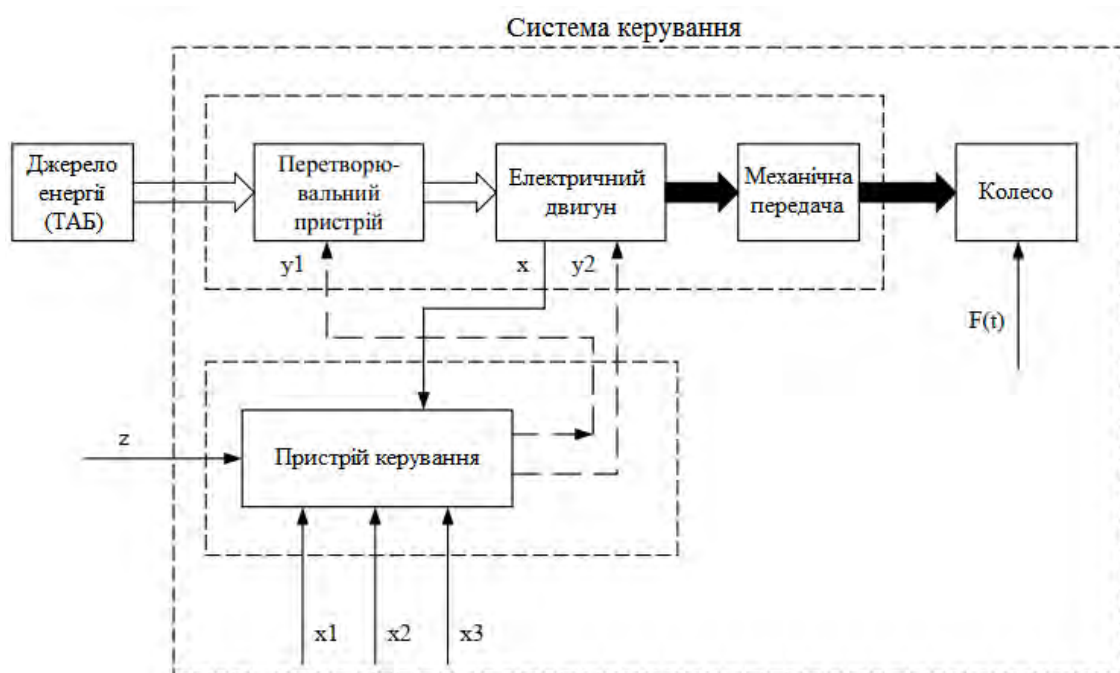 Система керування
Джерело
енергії
(ТАБ)
Перетворю-
вальний
пристрій
Електричний
двигун
Механічна
передача
Колесо
y1
x
y2
F(t)
z
Пристрій керування
x1
x2
x3